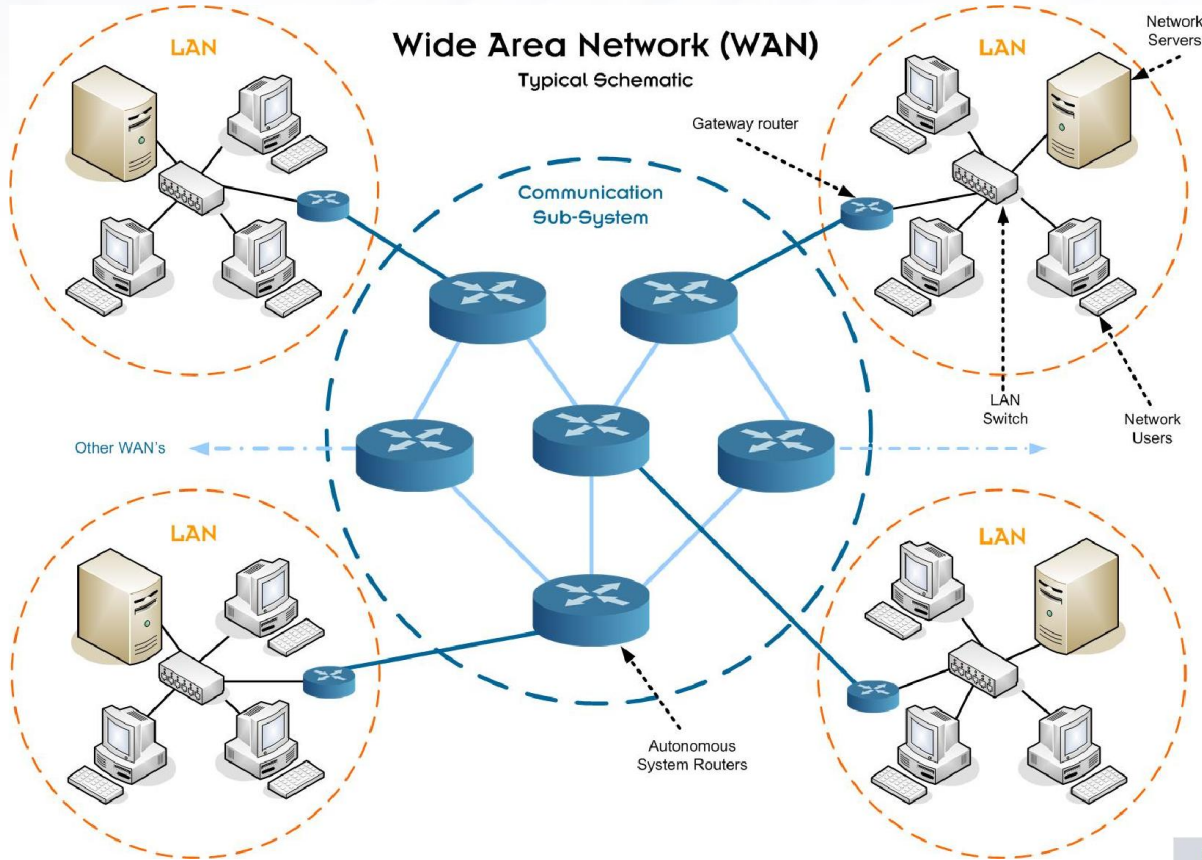 Wide Area Network (WAN)
Typical Schematic
LAN
LAN
Network
Servers
Gateway router
Communication
Sub-System
LAN
Switch
Network
Users
Other WAN's
LAN
LAN
Autonomous
System Routers